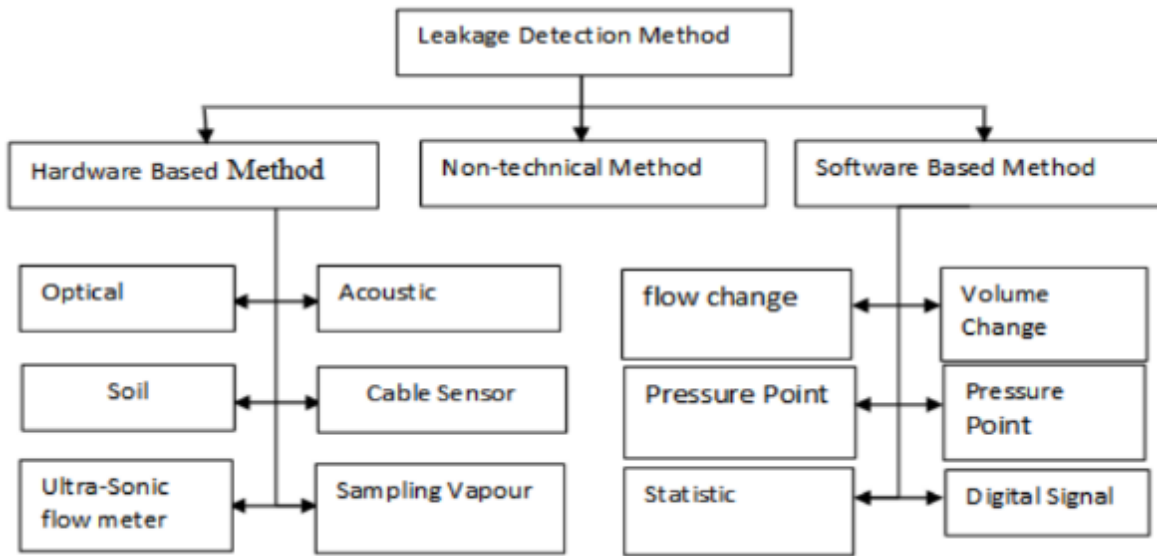 Leakage Detection Method
Hardware Based Method
Non-technical Method
Software Based Method
Optical
Acoustic
flow change
Volume
Change
Soil
Cable Sensor
Pressure Point
Pressure
Point
Ultra-Sonic
flow meter
Sampling Vapour
Statistic
Digital Signal